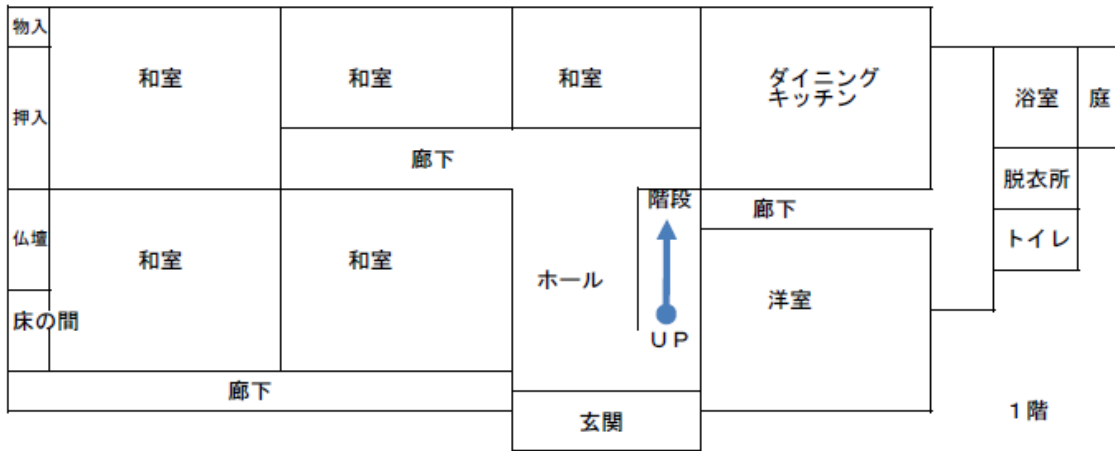 物入
和室
和室
和室
ダイニング
キッチン
浴室
庭
押入
廊下
脱衣所
階段
廊下
仏壇
和室
和室
ホール
トイレ
洋室
床の間
UP
廊下
玄関
1階